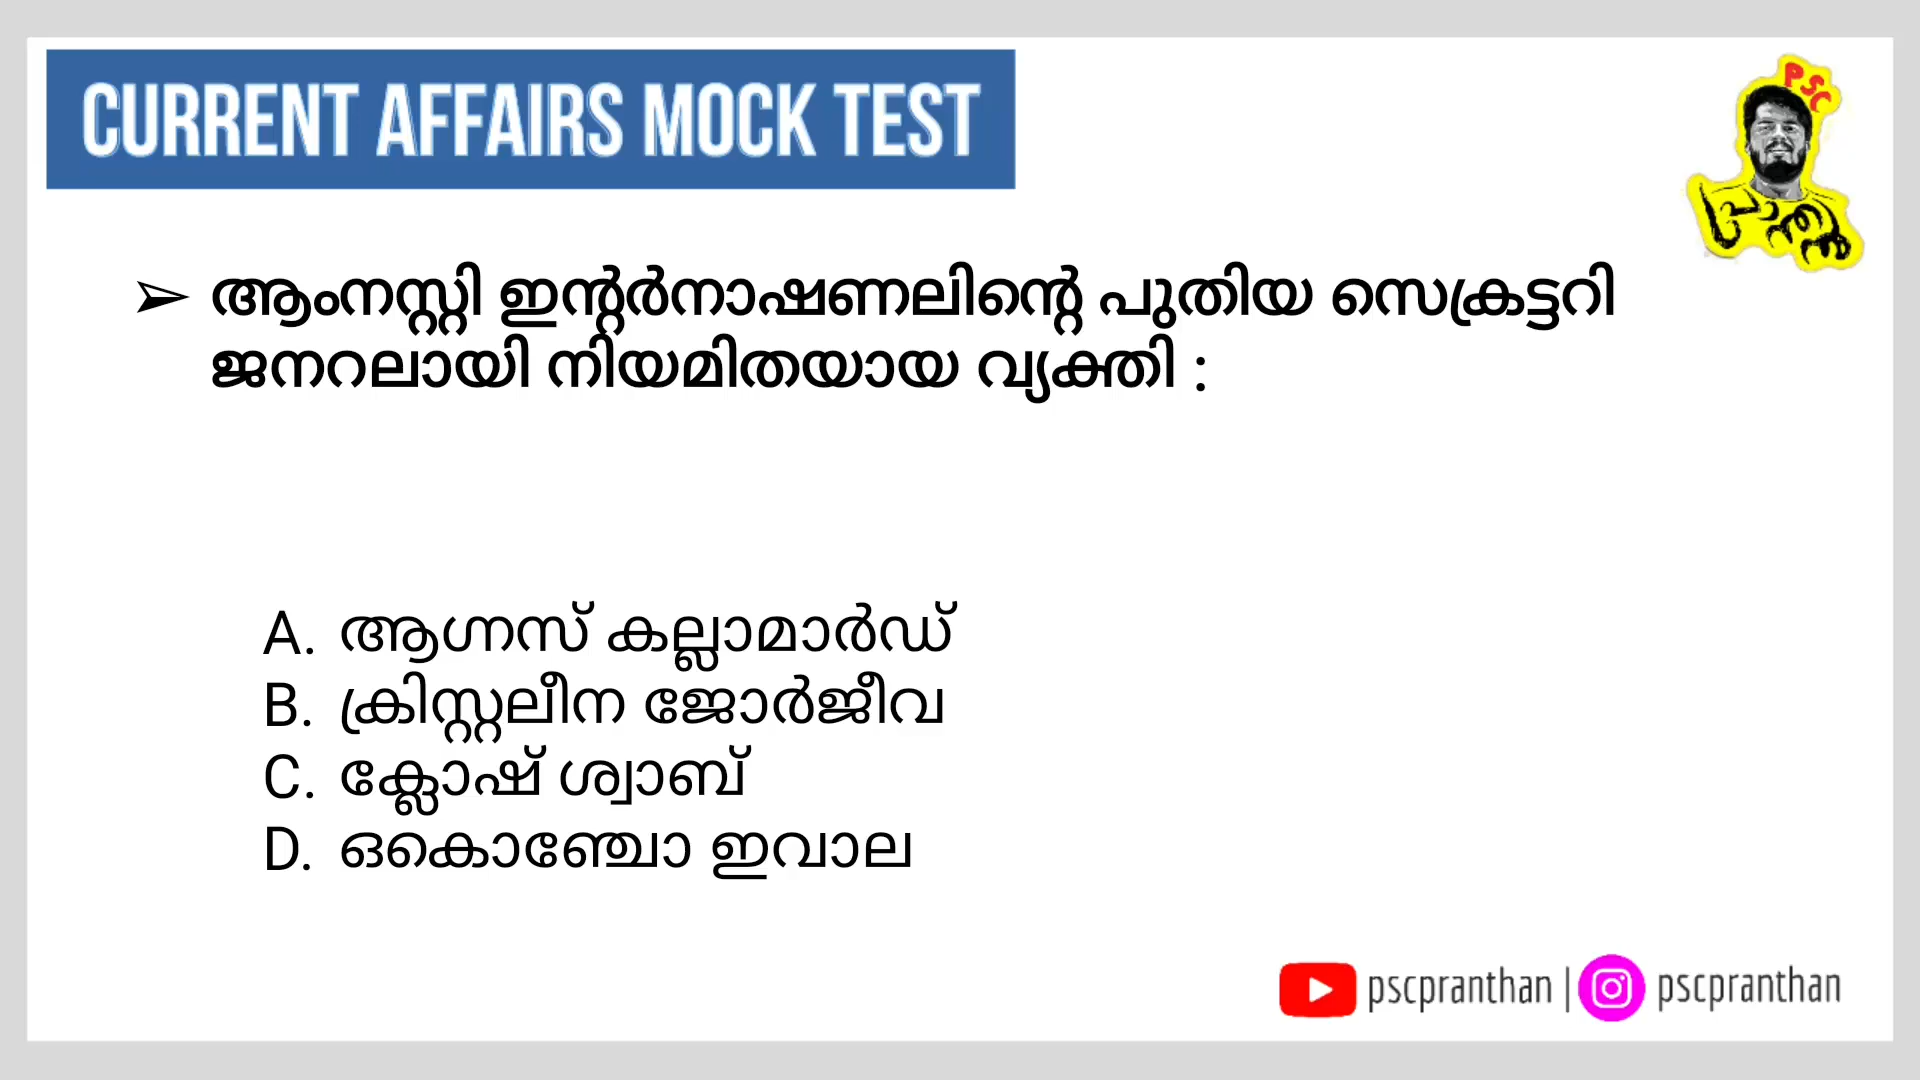 CURRENT AFFAIRS MOCK TEST
PSC
പ്രാന്തൻ
➢ ആംനസ്റ്റി ഇന്റർനാഷണലിന്റെ പുതിയ സെക്രട്ടറി
ജനറലായി നിയമിതയായ വ്യക്തി :
A. ആഗ്നസ് കല്ലാമാർഡ്
B. ക്രിസ്റ്റലീന ജോർജീവ
C. ക്ലോഷ് ശ്വാബ്
D. ഒകൊഞ്ചോ ഇവാല
pscpranthan | pscpranthan